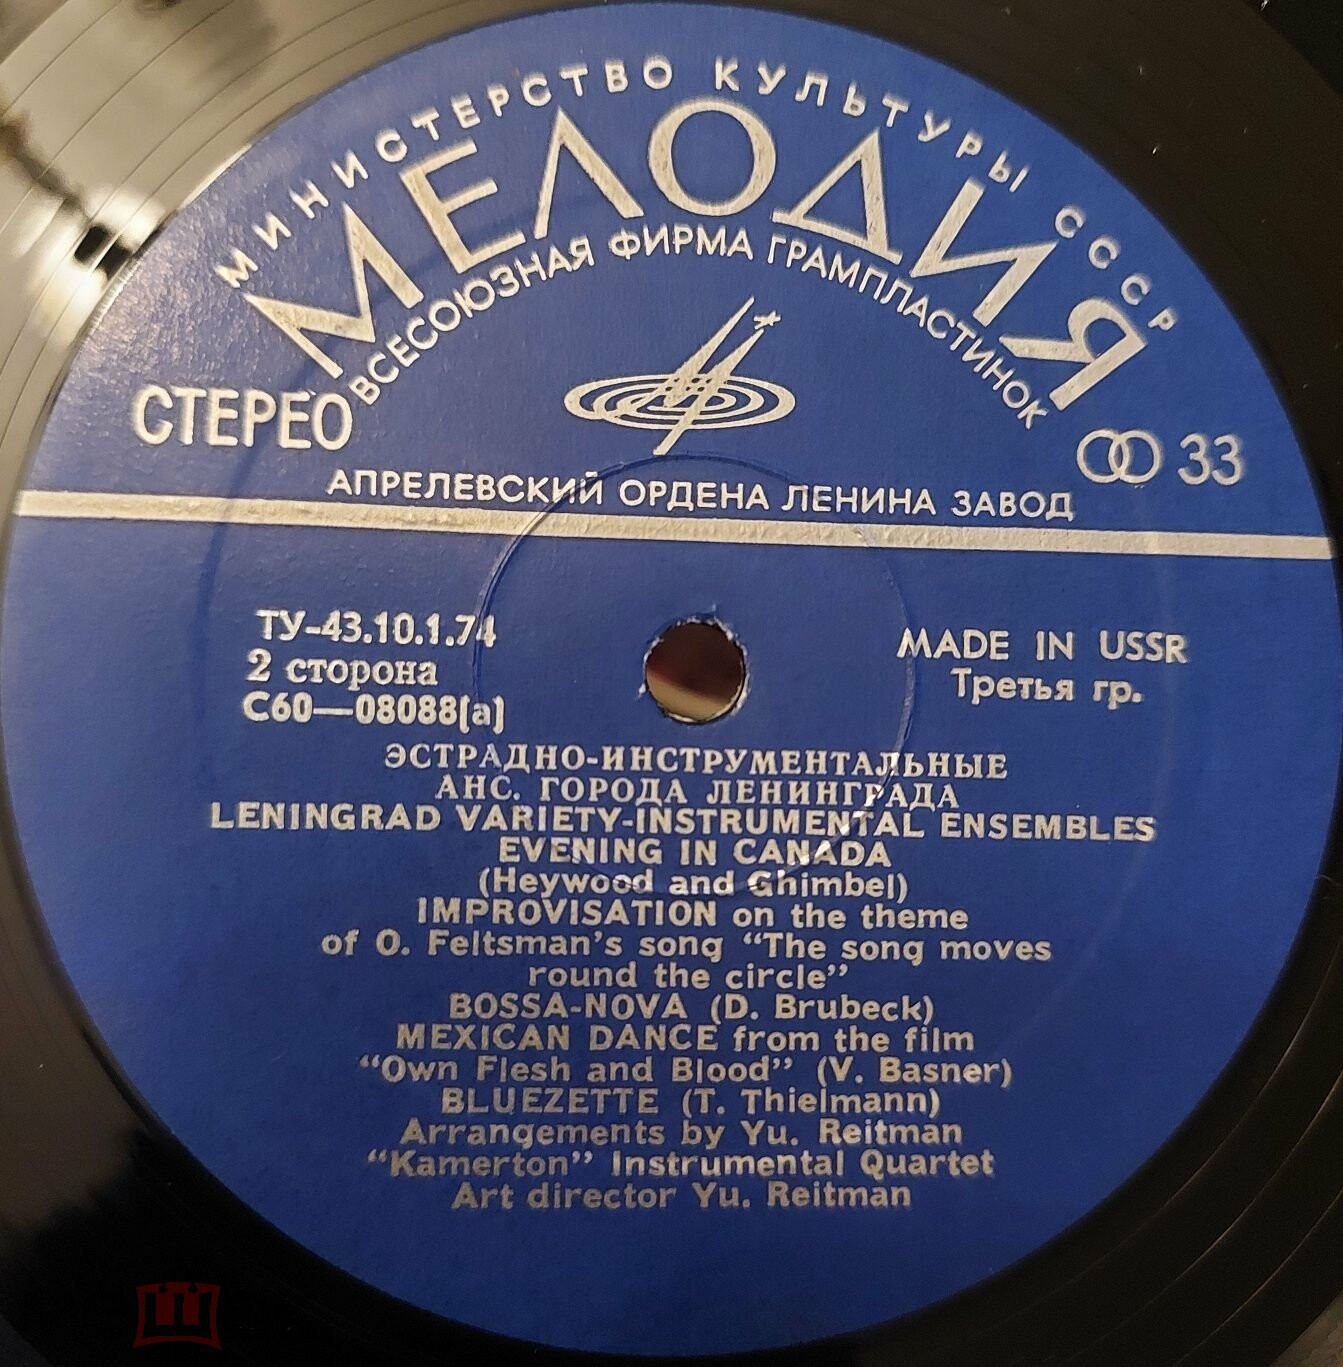 МИНИСТЕРСТВО КУЛЬТУРЫ СССР
МЕЛОДИЯ
ВСЕСОЮЗНАЯ ФИРМА ГРАМПЛАСТИНОК
СТЕРЕО
33
АПРЕЛЕВСКИЙ ОРДЕНА ЛЕНИНА ЗАВОД
ТУ-43.10.1.74
2 сторона
С60—08088(а)
MADE IN USSR
Третья гр.
ЭСТРАДНО-ИНСТРУМЕНТАЛЬНЫЕ
АНС. ГОРОДА ЛЕНИНГРАДА
LENINGRAD VARIETY-INSTRUMENTAL ENSEMBLES
EVENING IN CANADA
(Heywood and Ghimbel)
IMPROVISATION on the theme
of O. Feltsman's song “The song moves
round the circle”
BOSSA-NOVA (D. Brubeck)
MEXICAN DANCE from the film
“Own Flesh and Blood” (V. Basner)
BLUEZETTE (T. Thielmann)
Arrangements by Yu. Reitman
“Kamerton” Instrumental Quartet
Art director Yu. Reitman